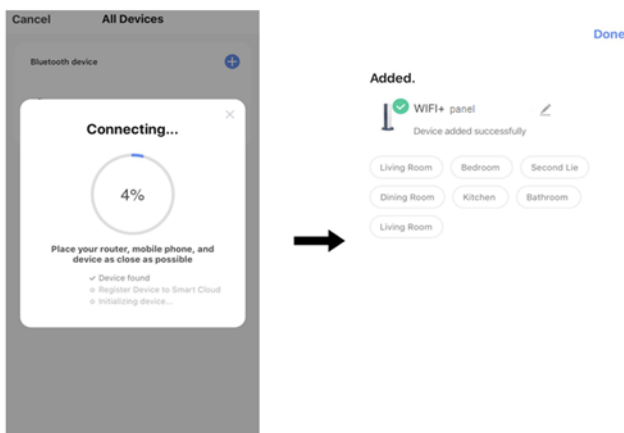 Cancel All Devices
Bluetooth device
Connecting...
4%
Place your router, mobile phone, and
device as close as possible
Device found
Register Device to Smart Cloud
Initializing device...
Done
Added.
WIFI+ panel
Device added successfully
Living Room Bedroom Second Lie
Dining Room Kitchen Bathroom
Living Room